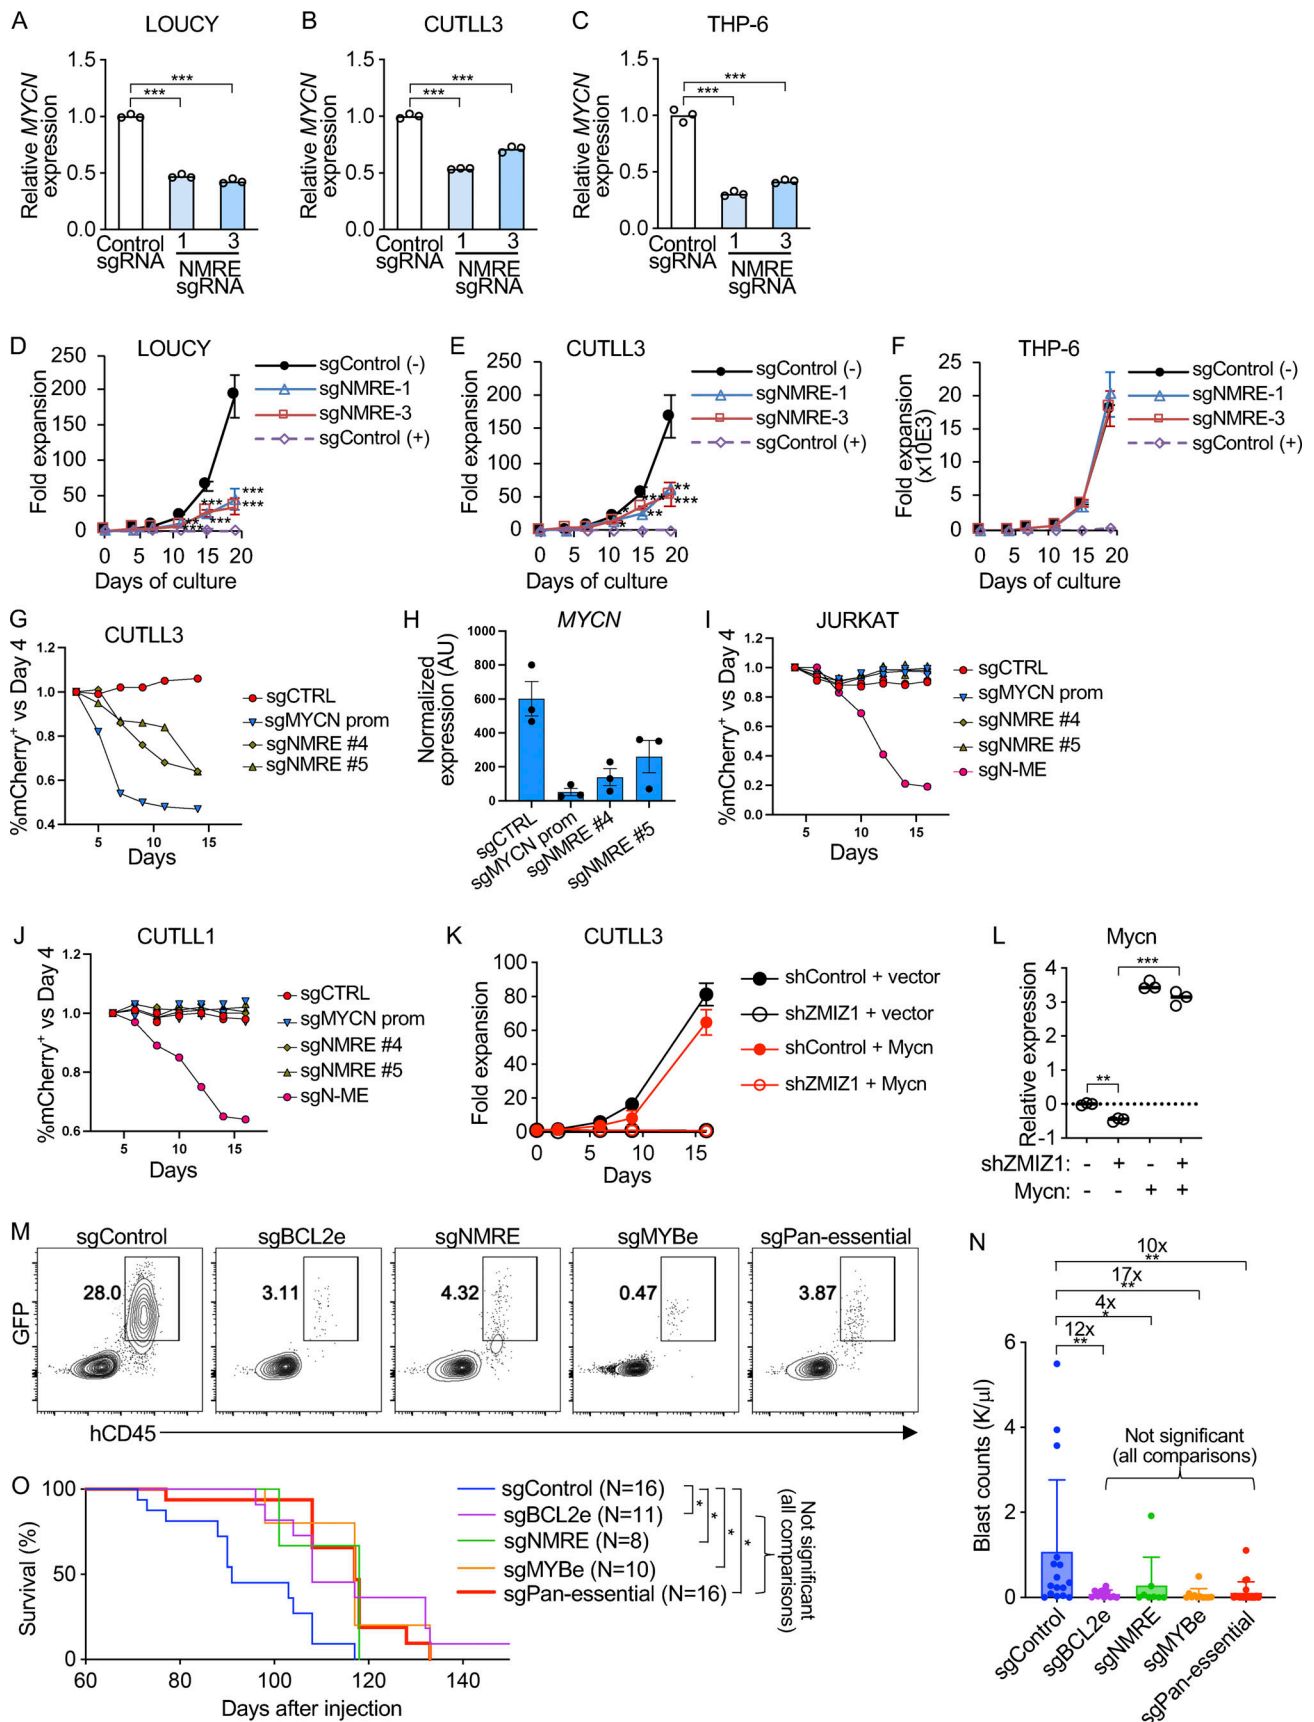 A
LOUCY
Relative MYCN
expression
1.5
1.0
0.5
0.0
***
***
Control
sgRNA
1
3
NMRE
sgRNA
B
CUTLL3
Relative MYCN
expression
1.5
1.0
0.5
0.0
***
***
Control
sgRNA
1
3
NMRE
sgRNA
C
THP-6
Relative MYCN
expression
1.5
1.0
0.5
0.0
***
***
Control
sgRNA
1
3
NMRE
sgRNA
D
LOUCY
Fold expansion
250
200
150
100
50
0
0 5 10 15 20
Days of culture
sgControl (-)
sgNMRE-1
sgNMRE-3
sgControl (+)
**
***
***
***
***
***
E
CUTLL3
Fold expansion
250
200
150
100
50
0
0 5 10 15 20
Days of culture
sgControl (-)
sgNMRE-1
sgNMRE-3
sgControl (+)
*
*
***
**
**
***
F
THP-6
Fold expansion
(x10E3)
25
20
15
10
5
0
0 5 10 15 20
Days of culture
sgControl (-)
sgNMRE-1
sgNMRE-3
sgControl (+)
G
CUTLL3
%mCherry+ vs Day 4
1.2
1.0
0.8
0.6
0.4
5 10 15
Days
sgCTRL
sgMYCN prom
sgNMRE #4
sgNMRE #5
H
MYCN
Normalized
expression (AU)
1000
800
600
400
200
0
sgCTRL
sgMYCN prom
sgNMRE #4
sgNMRE #5
I
JURKAT
%mCherry+ vs Day 4
1.2
1.0
0.8
0.6
0.4
0.2
0.0
5 10 15
Days
sgCTRL
sgMYCN prom
sgNMRE #4
sgNMRE #5
sgN-ME
J
CUTLL1
%mCherry+ vs Day 4
1.2
1.0
0.8
0.6
5 10 15
Days
sgCTRL
sgMYCN prom
sgNMRE #4
sgNMRE #5
sgN-ME
K
CUTLL3
Fold expansion
100
80
60
40
20
0
0 5 10 15
Days
shControl + vector
shZMIZ1 + vector
shControl + Mycn
shZMIZ1 + Mycn
L
Mycn
Relative expression
4
3
2
1
0
-1
***
**
shZMIZ1: - + - +
Mycn: - - + +
M
sgControl
sgBCL2e
sgNMRE
sgMYBe
sgPan-essential
28.0
3.11
4.32
0.47
3.87
GFP
hCD45
N
10x
**
17x
**
4x
*
12x
**
Blast counts (K/μl)
6
4
2
0
Not significant
(all comparisons)
sgControl
sgBCL2e
sgNMRE
sgMYBe
sgPan-essential
O
Survival (%)
100
50
0
60 80 100 120 140
Days after injection
sgControl (N=16)
sgBCL2e (N=11)
sgNMRE (N=8)
sgMYBe (N=10)
sgPan-essential (N=16)
*
*
*
*
Not significant
(all comparisons)